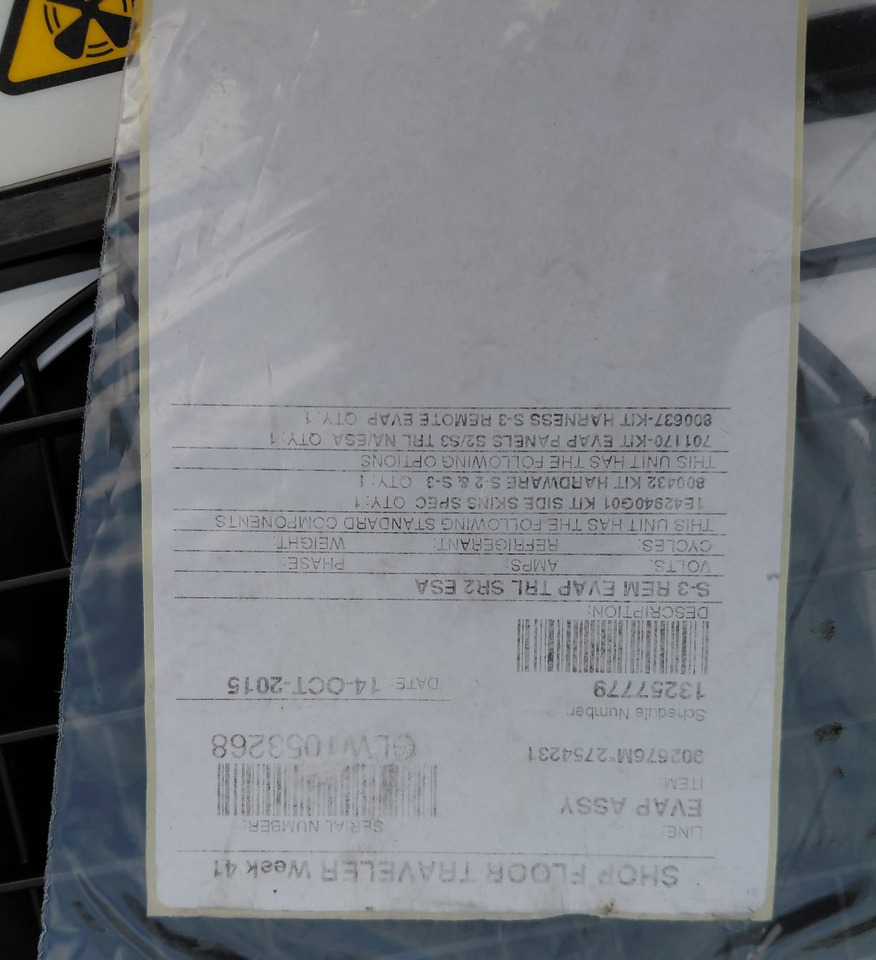 SHOP FLOOR TRAVELER Week 41
LINE:
EVAP ASSY
ITEM:
902676M*2754231
SERIAL NUMBER:
GLW1053268
Schedule Number:
13257779
DATE: 14-OCT-2015
DESCRIPTION:
S-3 REM EVAP TRL SR2 ESA
VOLTS: AMPS: PHASE:
CYCLES: REFRIGERANT: WEIGHT:
THIS UNIT HAS THE FOLLOWING STANDARD COMPONENTS
1E42940G01 KIT SIDE SKINS SPEC QTY:1
800432 KIT HARDWARE S-2 & S-3 QTY: 1
THIS UNIT HAS THE FOLLOWING OPTIONS
701170-KIT EVAP PANELS S2/S3 TRL NA/ESA QTY: 1
800637-KIT HARNESS S-3 REMOTE EVAP QTY: 1